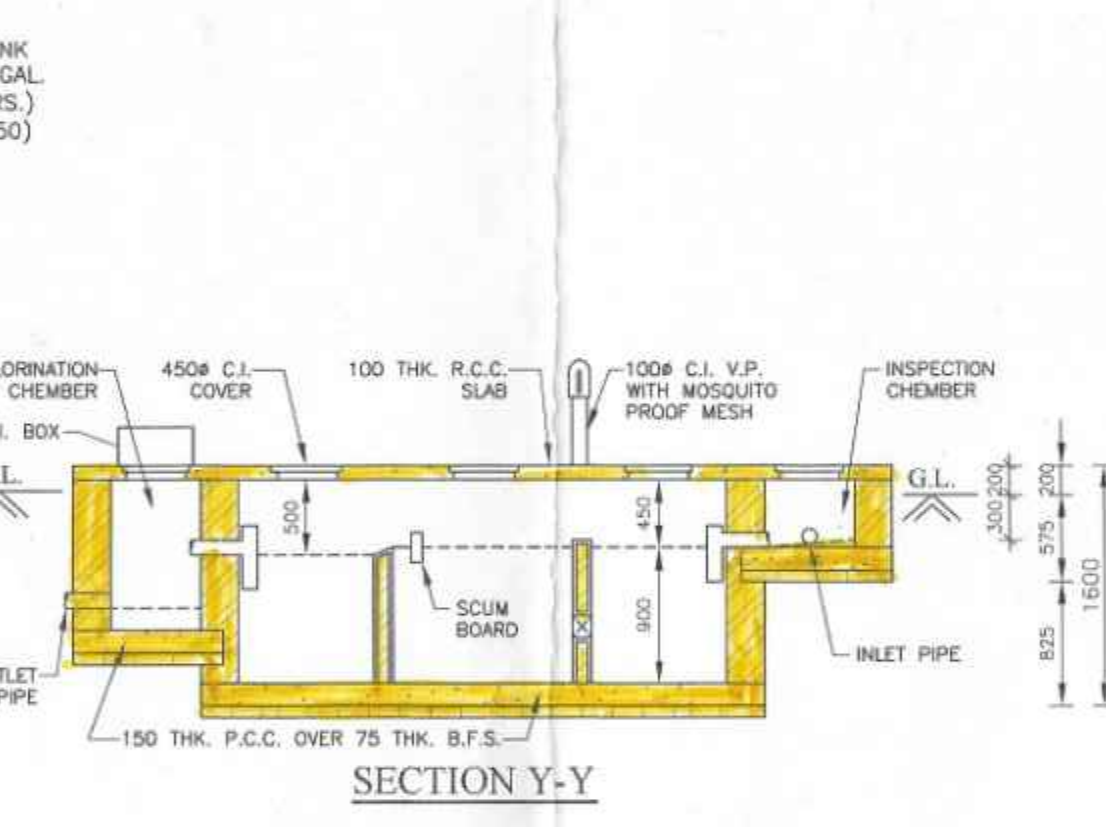 NK
GAL.
RS.)
50)
LORINATION
CHEMBER
450ø C.I.
COVER
100 THK. R.C.C.
SLAB
100ø C.I. V.P.
WITH MOSQUITO
PROOF MESH
INSPECTION
CHEMBER
I. BOX
L.
G.L.
200
200
500
450
300
575
1600
SCUM
BOARD
900
825
INLET PIPE
TLET
PIPE
150 THK. P.C.C. OVER 75 THK. B.F.S.
SECTION Y-Y